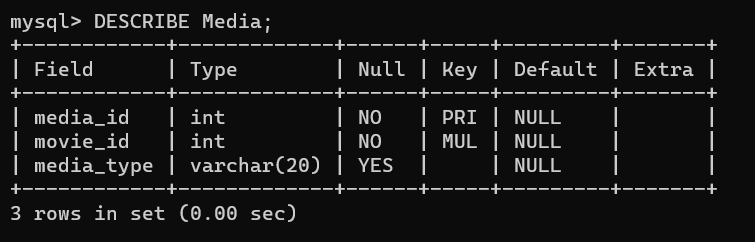 mysql> DESCRIBE Media;
+------------+-------------+------+-----+---------+-------+
| Field      | Type        | Null | Key | Default | Extra |
+------------+-------------+------+-----+---------+-------+
| media_id   | int         | NO   | PRI | NULL    |       |
| movie_id   | int         | NO   | MUL | NULL    |       |
| media_type | varchar(20) | YES  |     | NULL    |       |
+------------+-------------+------+-----+---------+-------+
3 rows in set (0.00 sec)